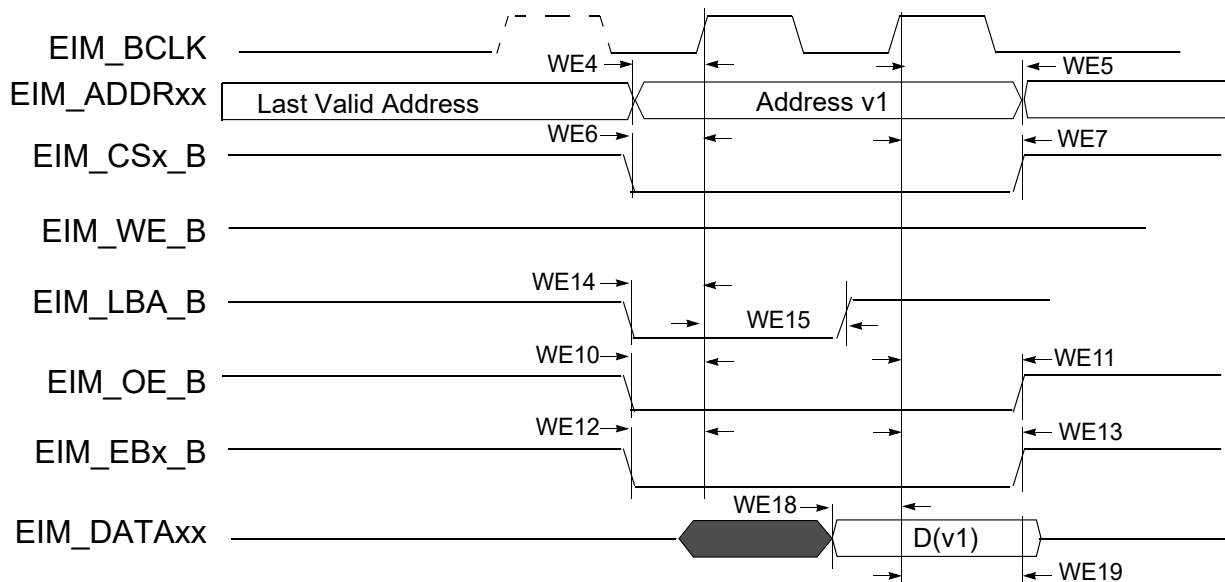 EIM_BCLK
WE4
WE5
EIM_ADDRxx
Last Valid Address
Address v1
WE6
WE7
EIM_CSx_B
EIM_WE_B
WE14
EIM_LBA_B
WE15
WE10
WE11
EIM_OE_B
WE12
WE13
EIM_EBx_B
WE18
EIM_DATAxx
D(v1)
WE19